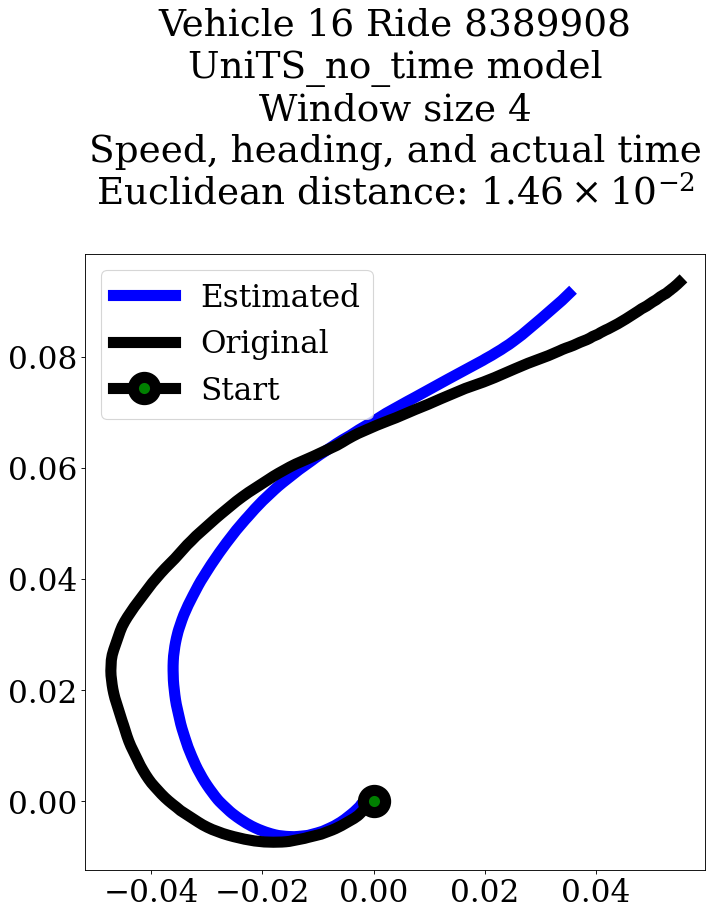 Vehicle 16 Ride 8389908
UniTS_no_time model
Window size 4
Speed, heading, and actual time
Euclidean distance: 1.46 × 10⁻²
Estimated
Original
Start
0.08
0.06
0.04
0.02
0.00
−0.04 −0.02 0.00 0.02 0.04